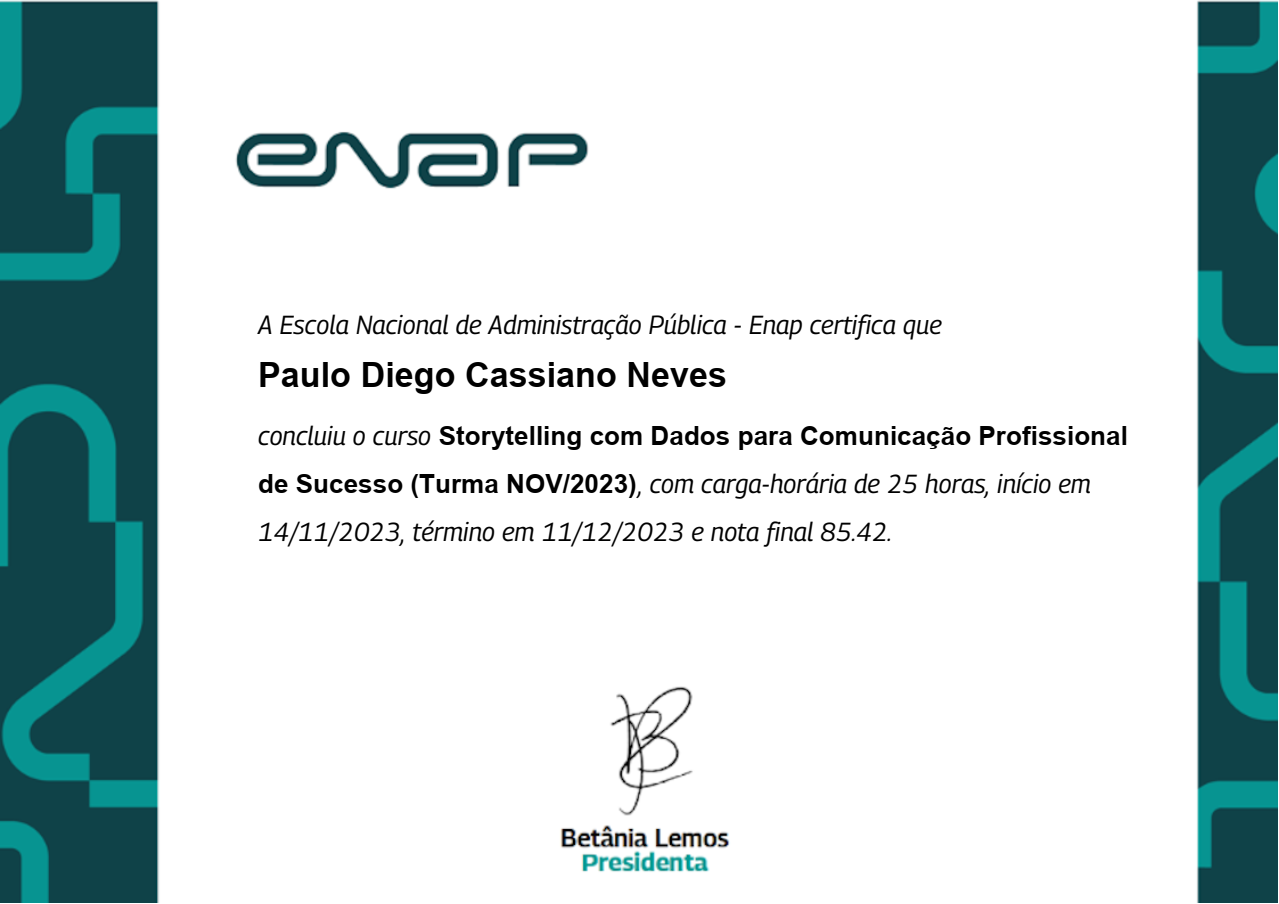 enap
A Escola Nacional de Administração Pública - Enap certifica que
Paulo Diego Cassiano Neves
concluiu o curso Storytelling com Dados para Comunicação Profissional
de Sucesso (Turma NOV/2023), com carga-horária de 25 horas, início em
14/11/2023, término em 11/12/2023 e nota final 85.42.
Betânia Lemos
Presidenta